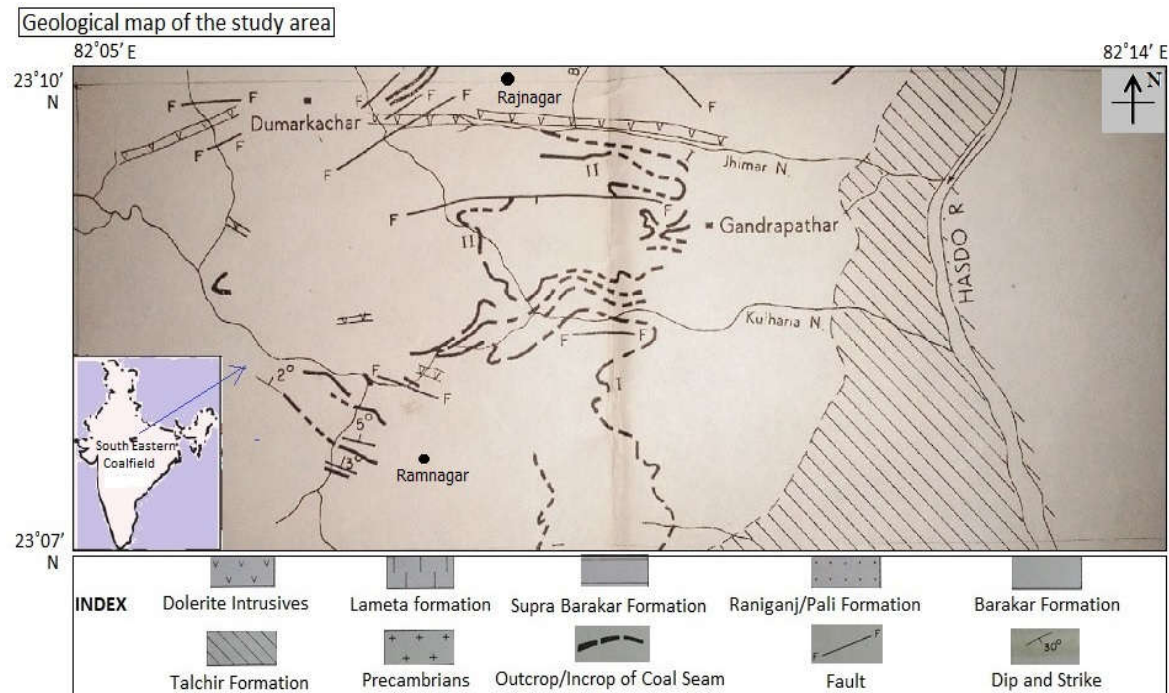 Geological map of the study area
82°05' E
82°14' E
23°10'
N
N
B
Rajnagar
F
F
F
F
F
F
F
F
F
Dumarkachar
I
Jhimar N.
II
F
F
Gandrapathar
II
HASDO R
Kulharia N.
F
F
I
2°
F
F
5°
3°
Ramnagar
I
South Eastern
Coalfield
23°07'
N
INDEX
Dolerite Intrusives
Lameta formation
Supra Barakar Formation
Raniganj/Pali Formation
Barakar Formation
Talchir Formation
Precambrians
Outcrop/Incrop of Coal Seam
F F
Fault
30°
Dip and Strike